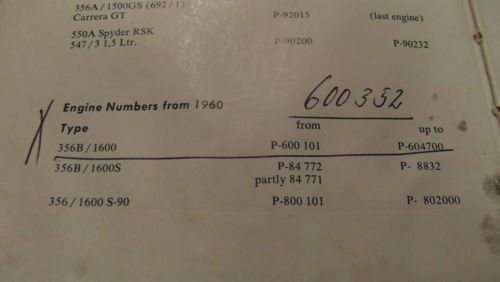 356A / 1500GS (692/1)
Carrera GT P-92015 (last engine)
550A Spyder RSK
547/3 1,5 Ltr. P-90200 P-90232
600352
Engine Numbers from 1960
Type from up to
356B / 1600 P-600 101 P-604700
356B / 1600S P-84 772 P- 8832
partly 84 771
356 / 1600 S-90 P-800 101 P- 802000